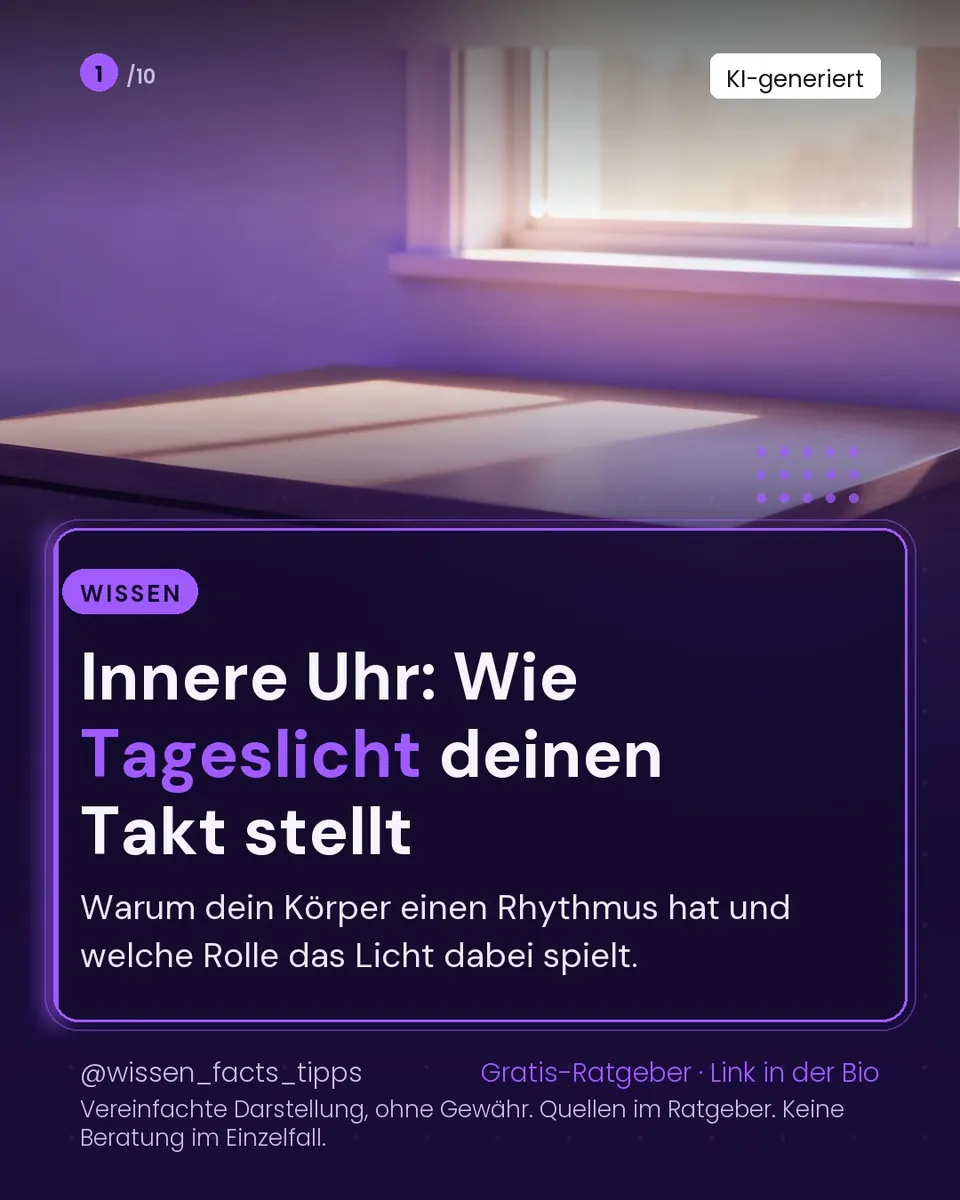 1 /10
KI-generiert
WISSEN
Innere Uhr: Wie
Tageslicht deinen
Takt stellt
Warum dein Körper einen Rhythmus hat und
welche Rolle das Licht dabei spielt.
@wissen_facts_tipps
Gratis-Ratgeber · Link in der Bio
Vereinfachte Darstellung, ohne Gewähr. Quellen im Ratgeber. Keine
Beratung im Einzelfall.